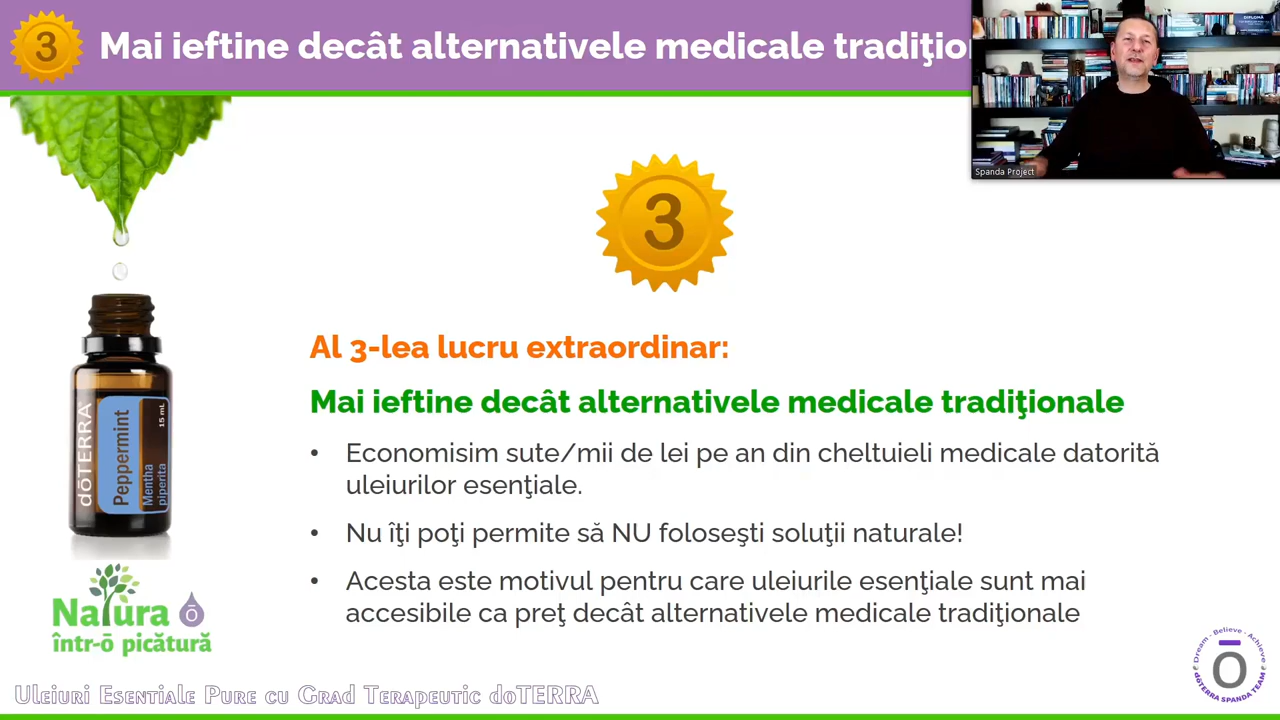 3
Mai ieftine decât alternativele medicale tradiţion
Spanda Project
3
Al 3-lea lucru extraordinar:
Mai ieftine decât alternativele medicale tradiţionale
• Economisim sute/mii de lei pe an din cheltuieli medicale datorită
uleiurilor esenţiale.
• Nu îţi poţi permite să NU foloseşti soluţii naturale!
• Acesta este motivul pentru care uleiurile esenţiale sunt mai
accesibile ca preţ decât alternativele medicale tradiţionale
dōTERRA
Peppermint
Mentha
piperita
15 mL
Natura ō
într-ō picătură
Uleiuri Esentiale Pure cu Grad Terapeutic doTERRA
Dream - Believe - Achieve
Ō
dōTERRA SPANDA TEAM